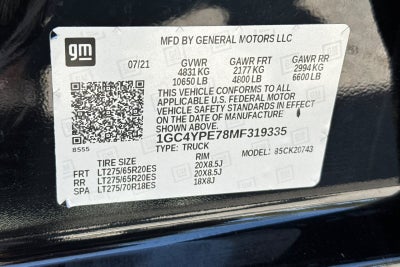 gm
MFD BY GENERAL MOTORS LLC
07/21 GVWR GAWR FRT GAWR RR
4831 KG 2177 KG 2994 KG
10650 LB 4800 LB 6600 LB
THIS VEHICLE CONFORMS TO ALL
APPLICABLE U.S. FEDERAL MOTOR
VEHICLE SAFETY STANDARDS IN EFFECT
ON THE DATE OF MANUFACTURE
SHOWN ABOVE.
1GC4YPE78MF319335
TYPE: TRUCK
MODEL:
TIRE SIZE RIM
FRT LT275/65R20ES 20X8.5J
RR LT275/65R20ES 20X8.5J
SPA LT275/70R18ES 18X8J